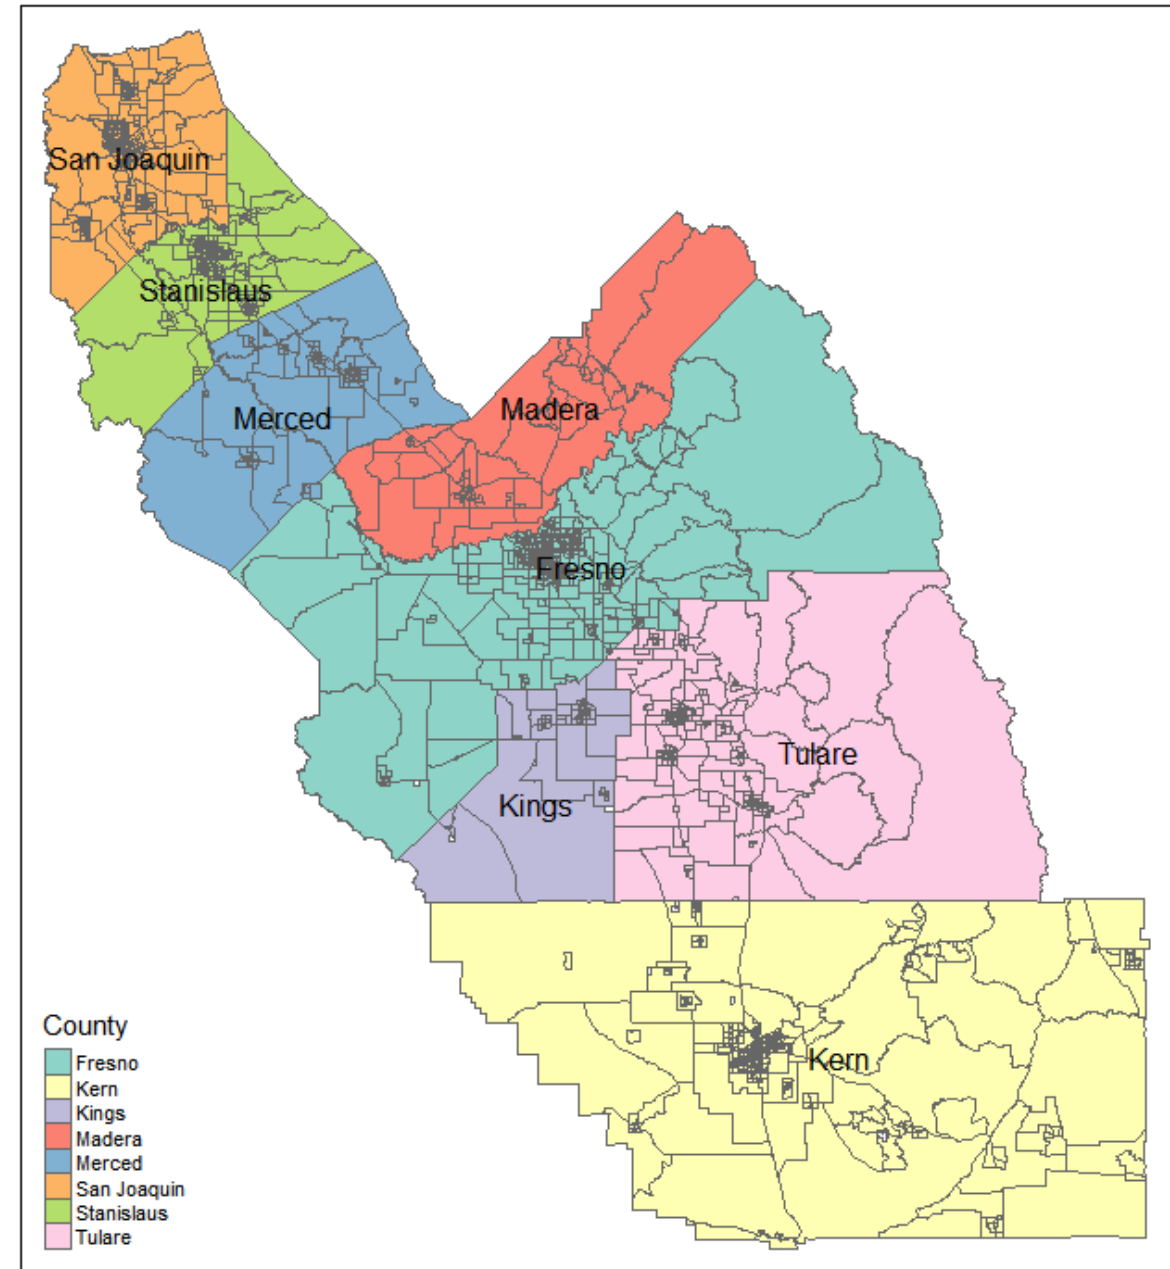 San Joaquin
Stanislaus
Merced
Madera
Fresno
Tulare
Kings
Kern
County
Fresno
Kern
Kings
Madera
Merced
San Joaquin
Stanislaus
Tulare